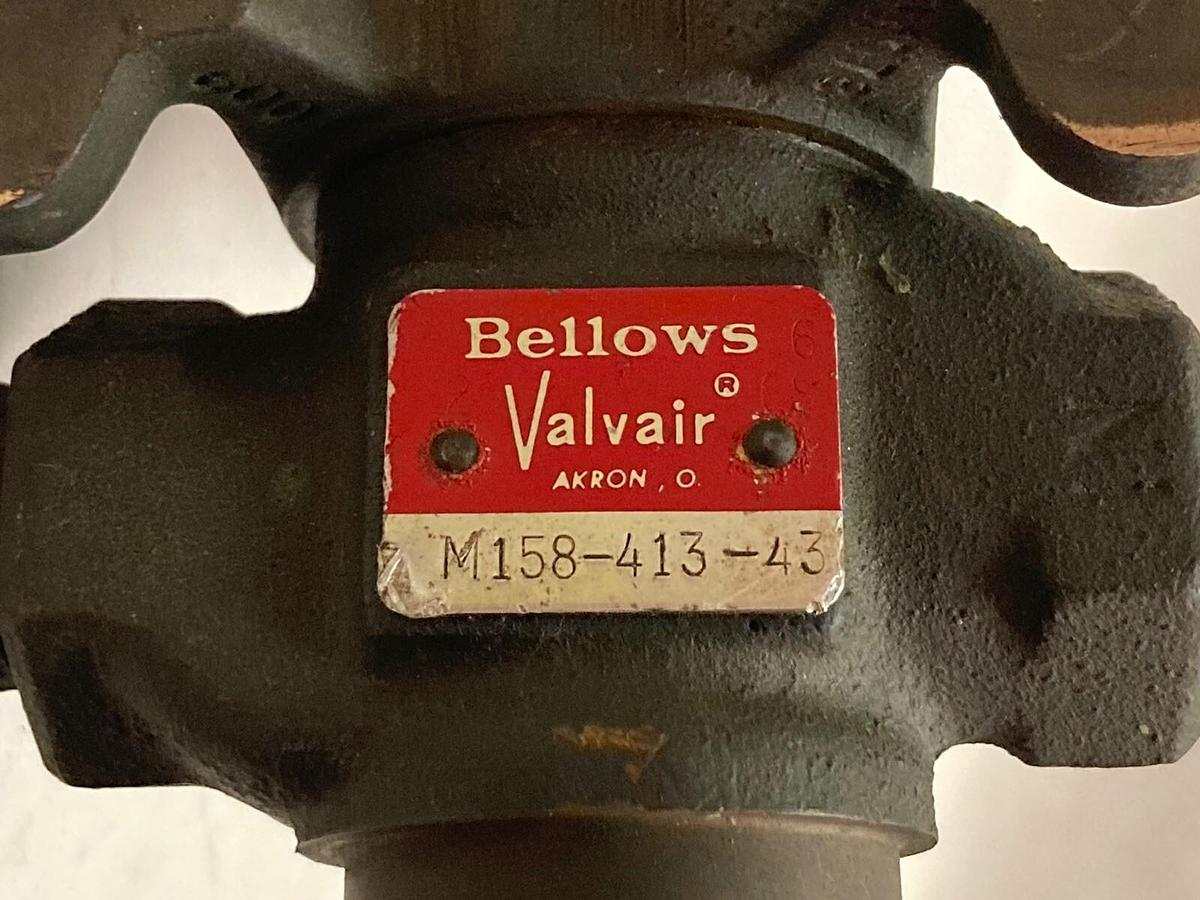 Bellows
Valvair®
AKRON, O.
M158-413-43